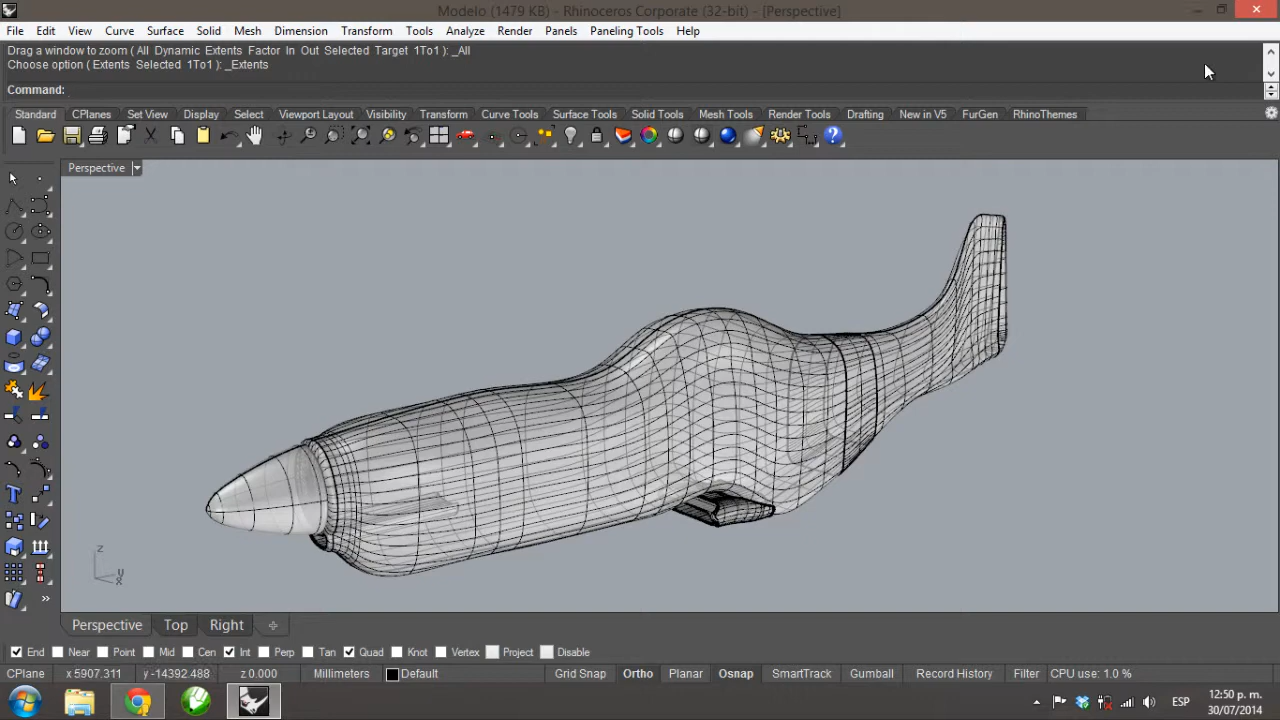 Modelo (1479 KB) - Rhinoceros Corporate (32-bit) - [Perspective]
File Edit View Curve Surface Solid Mesh Dimension Transform Tools Analyze Render Panels Paneling Tools Help
Drag a window to zoom ( All Dynamic Extents Factor In Out Selected Target 1To1 ): _All
Choose option ( Extents Selected 1To1 ): _Extents
Command:
Standard CPlanes Set View Display Select Viewport Layout Visibility Transform Curve Tools Surface Tools Solid Tools Mesh Tools Render Tools Drafting New in V5 FurGen RhinoThemes
Perspective
z
y
x
Perspective Top Right
End Near Point Mid Cen Int Perp Tan Quad Knot Vertex Project Disable
CPlane x 5907.311 y -14392.488 z 0.000 Millimeters Default Grid Snap Ortho Planar Osnap SmartTrack Gumball Record History Filter CPU use: 1.0 %
ESP
12:50 p. m.
30/07/2014